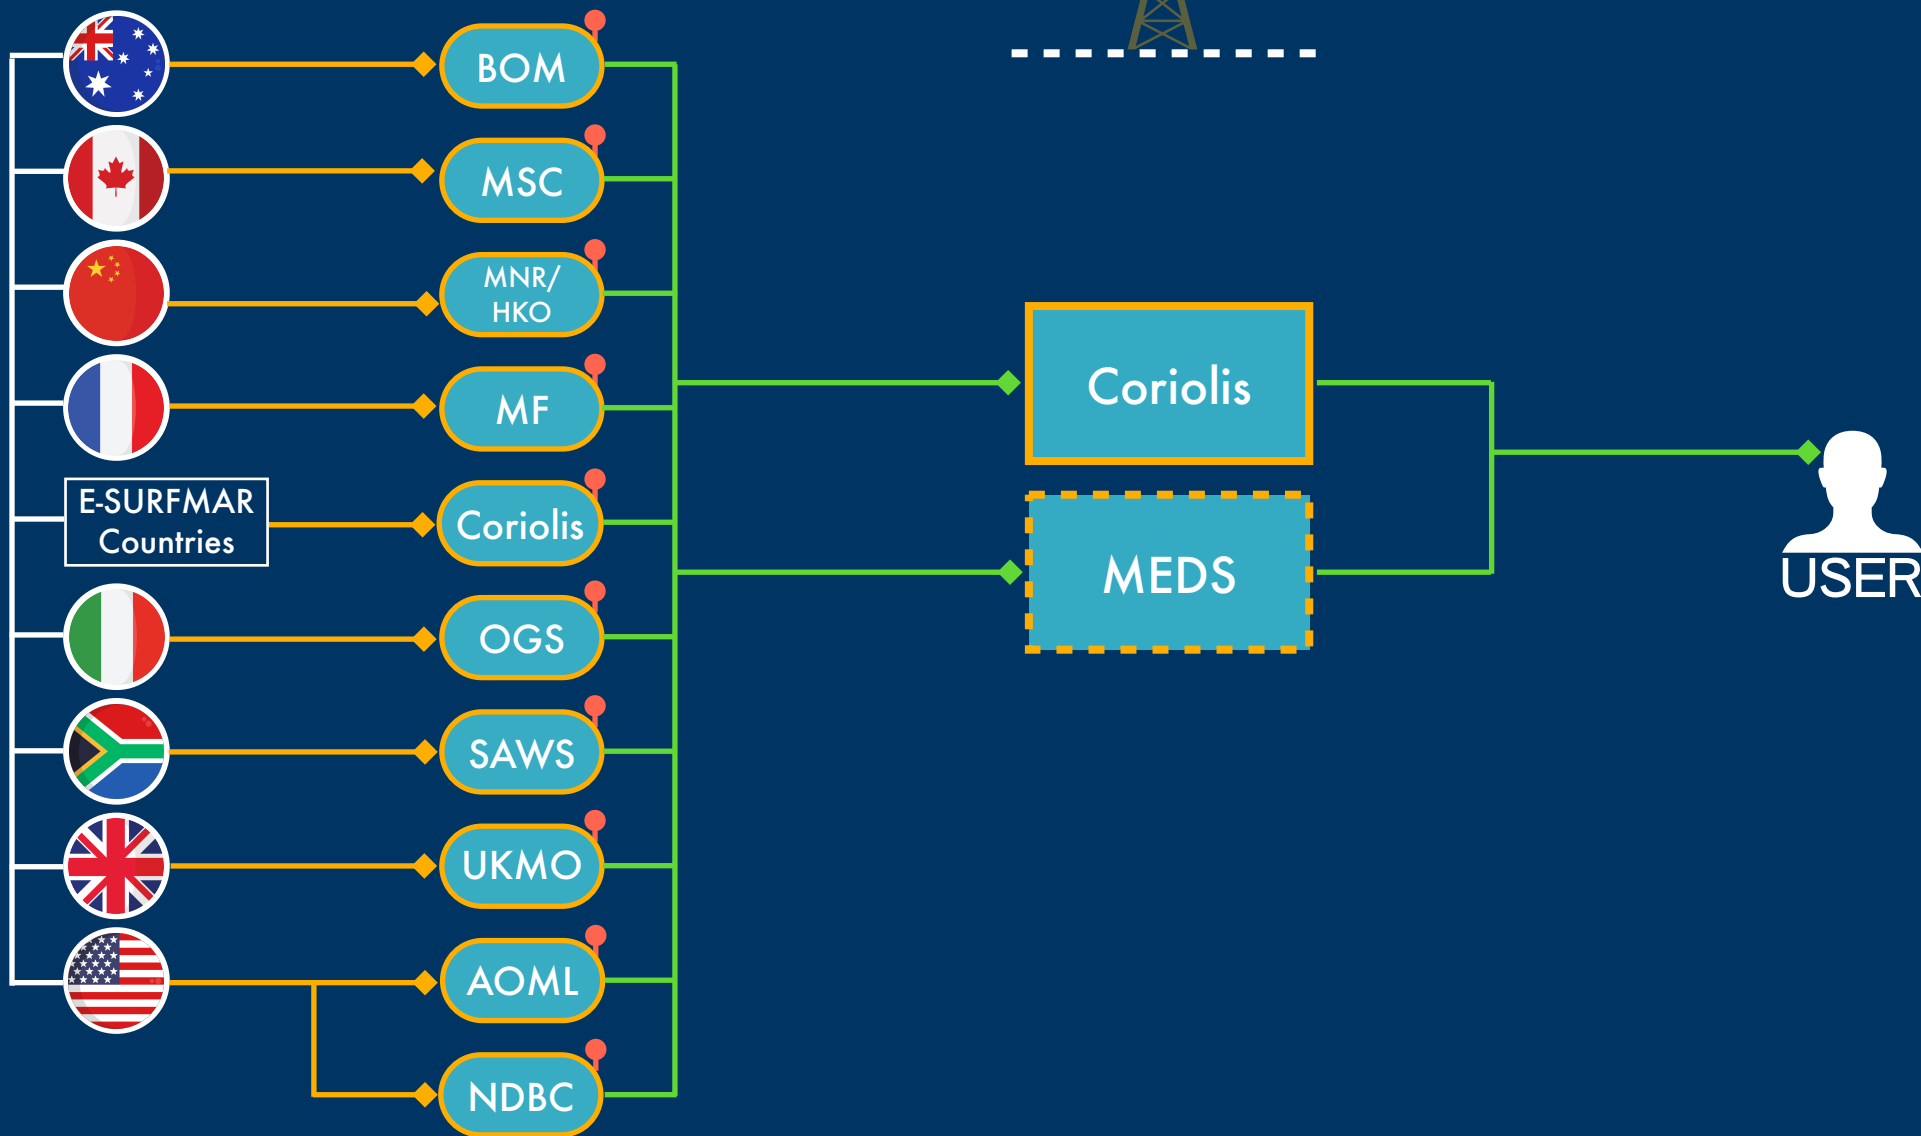 BOM
MSC
MNR/
HKO
MF
E-SURFMAR
Countries
Coriolis
OGS
SAWS
UKMO
AOML
NDBC
Coriolis
MEDS
USER